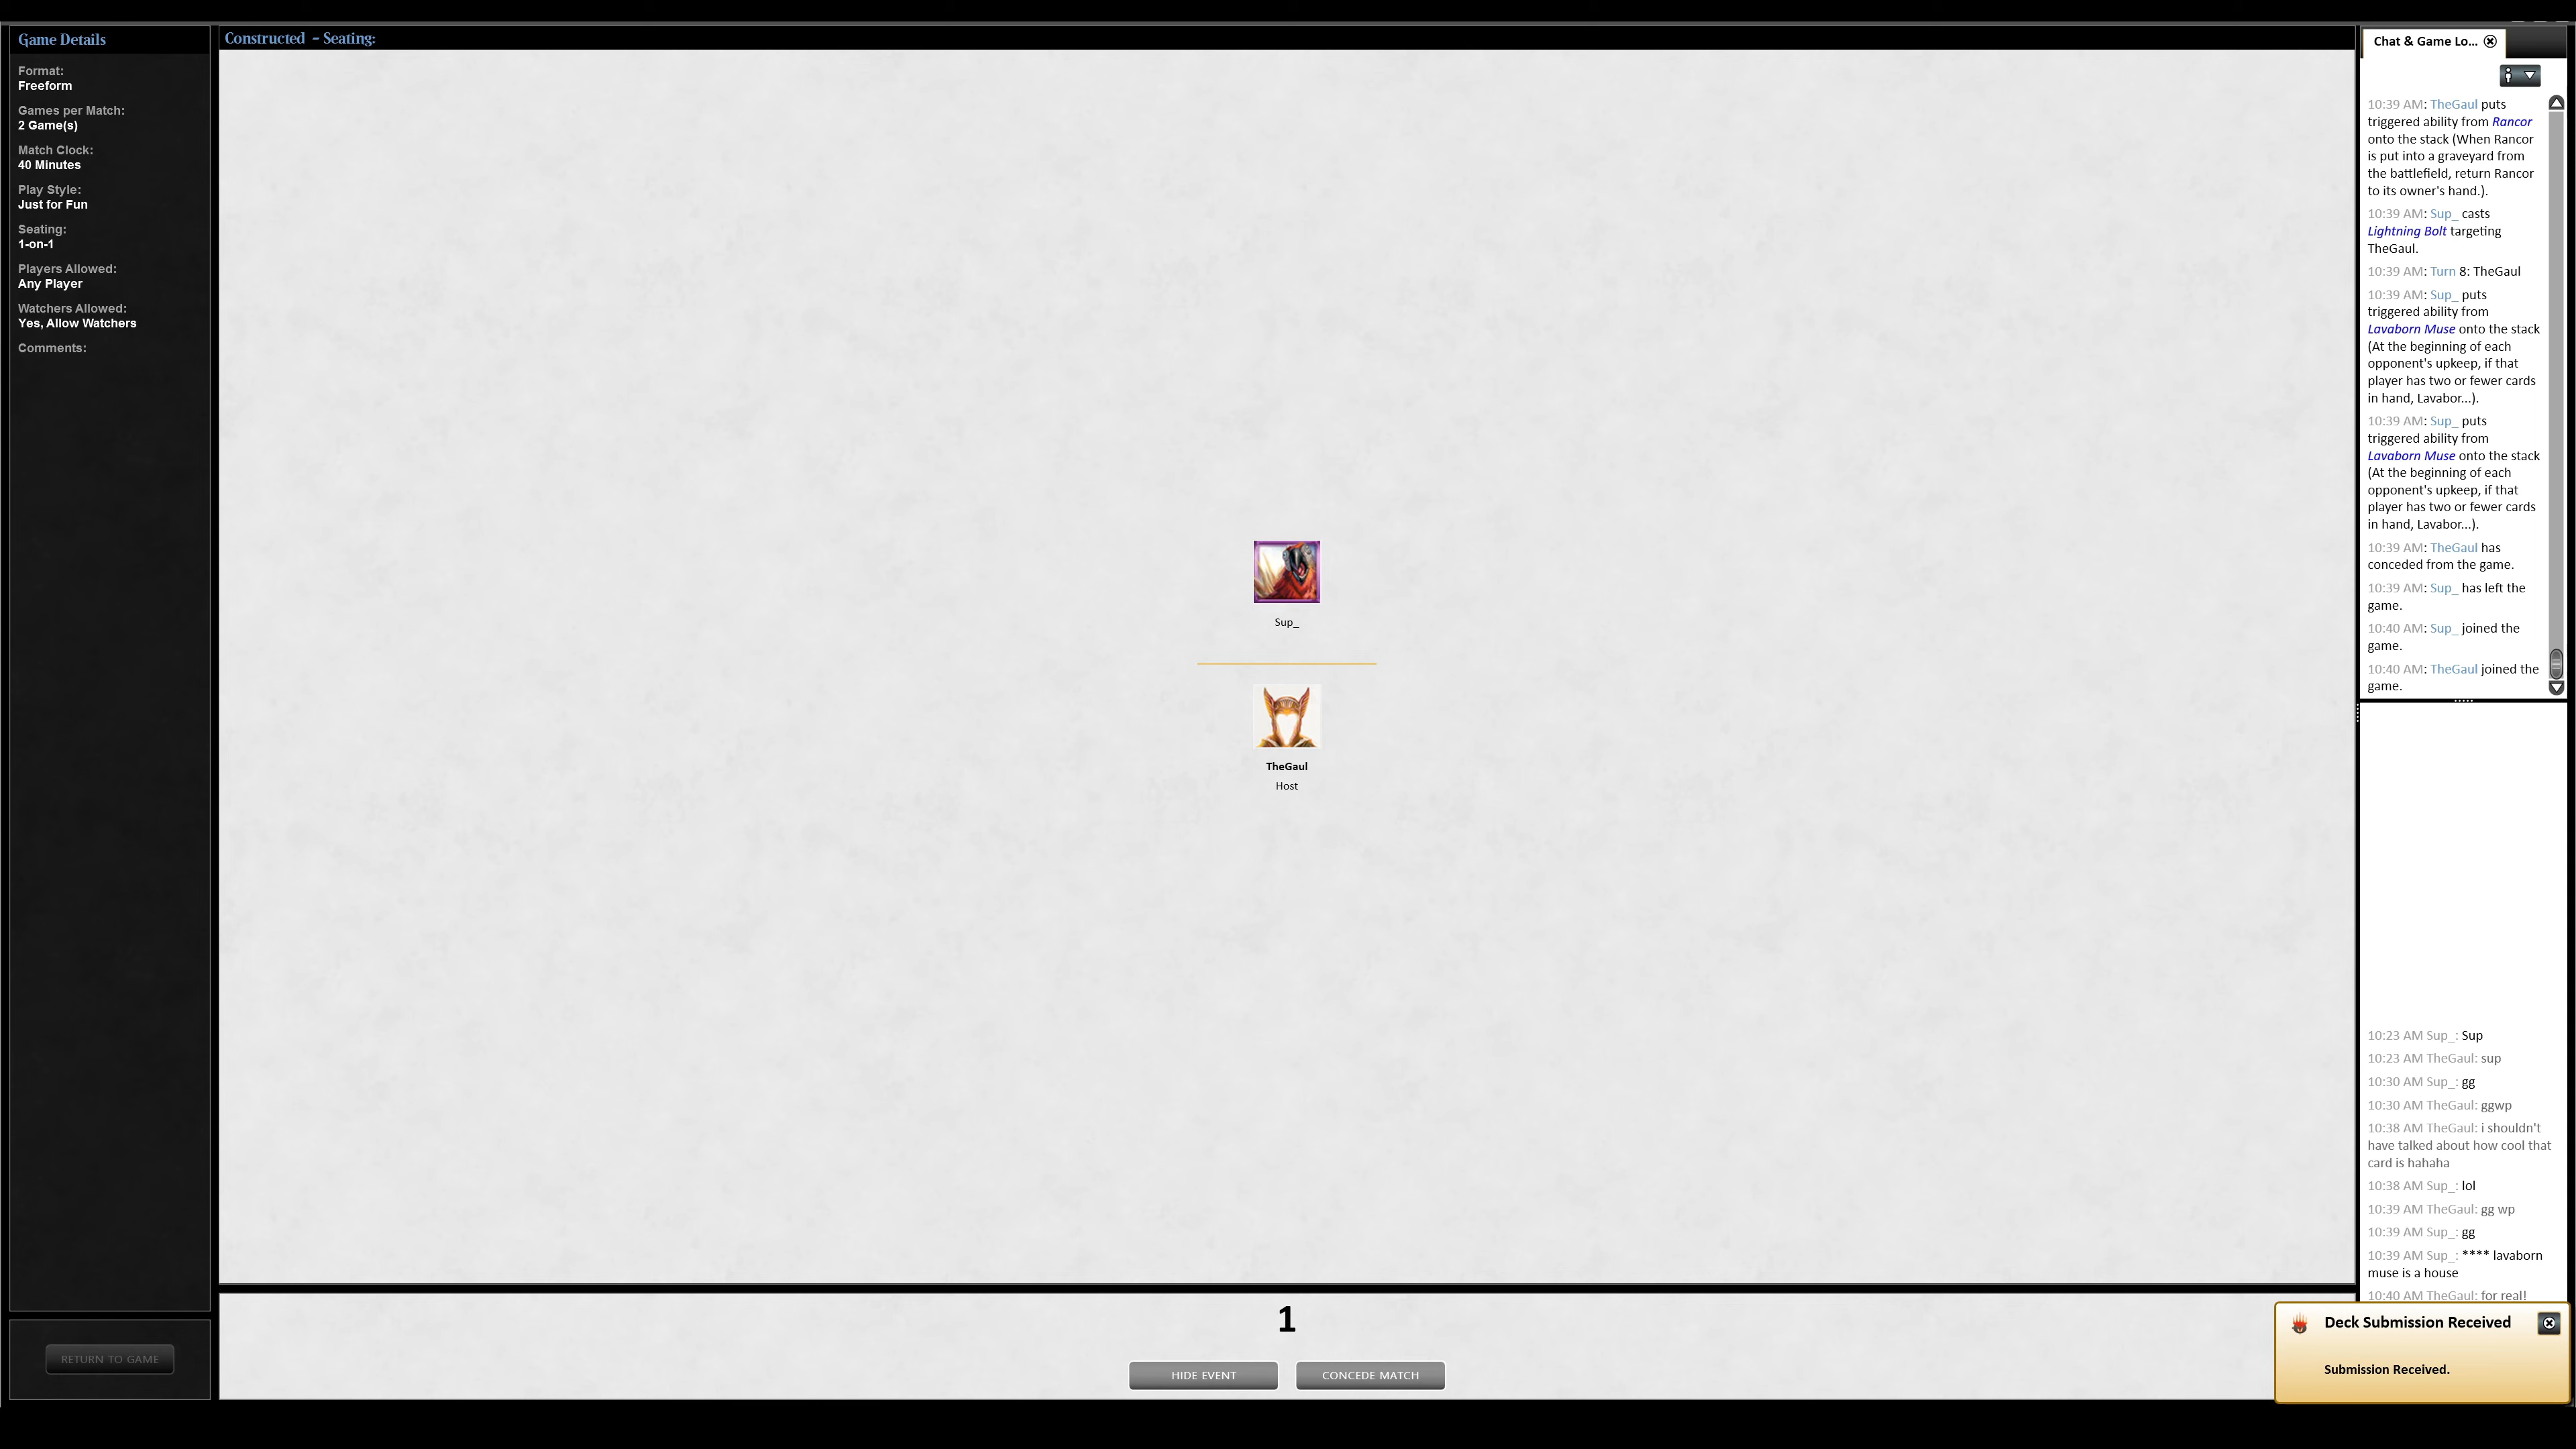 Game Details
Format:
Freeform
Games per Match:
2 Game(s)
Match Clock:
40 Minutes
Play Style:
Just for Fun
Seating:
1-on-1
Players Allowed:
Any Player
Watchers Allowed:
Yes, Allow Watchers
Comments:
RETURN TO GAME
Constructed - Seating:
Sup_
TheGaul
Host
1
HIDE EVENT
CONCEDE MATCH
Chat & Game Lo...
10:39 AM: TheGaul puts
triggered ability from Rancor
onto the stack (When Rancor
is put into a graveyard from
the battlefield, return Rancor
to its owner's hand.).
10:39 AM: Sup_ casts
Lightning Bolt targeting
TheGaul.
10:39 AM: Turn 8: TheGaul
10:39 AM: Sup_ puts
triggered ability from
Lavaborn Muse onto the stack
(At the beginning of each
opponent's upkeep, if that
player has two or fewer cards
in hand, Lavabor...).
10:39 AM: Sup_ puts
triggered ability from
Lavaborn Muse onto the stack
(At the beginning of each
opponent's upkeep, if that
player has two or fewer cards
in hand, Lavabor...).
10:39 AM: TheGaul has
conceded from the game.
10:39 AM: Sup_ has left the
game.
10:40 AM: Sup_ joined the
game.
10:40 AM: TheGaul joined the
game.
10:23 AM Sup_: Sup
10:23 AM TheGaul: sup
10:30 AM Sup_: gg
10:30 AM TheGaul: ggwp
10:38 AM TheGaul: i shouldn't
have talked about how cool that
card is hahaha
10:38 AM Sup_: lol
10:39 AM TheGaul: gg wp
10:39 AM Sup_: gg
10:39 AM Sup_: **** lavaborn
muse is a house
10:40 AM TheGaul: for real!
Deck Submission Received
Submission Received.